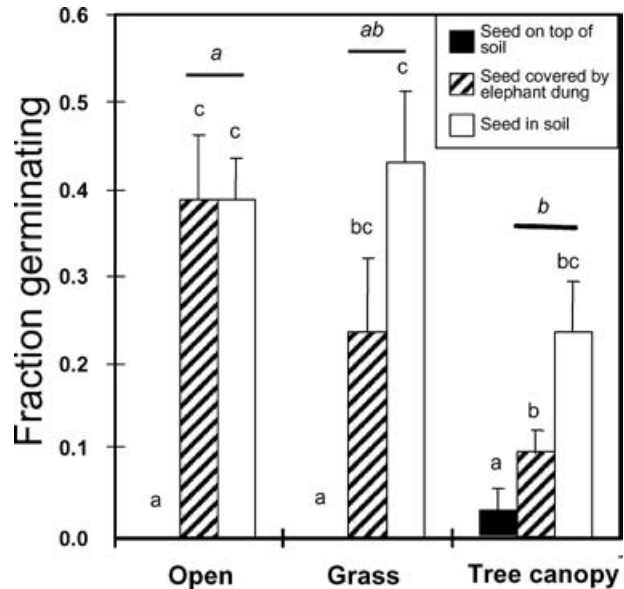 Fraction germinating
0.6
0.5
0.4
0.3
0.2
0.1
0.0
Seed on top of
soil
Seed covered by
elephant dung
Seed in soil
a
ab
b
c
c
c
bc
bc
b
a
a
a
Open
Grass
Tree canopy